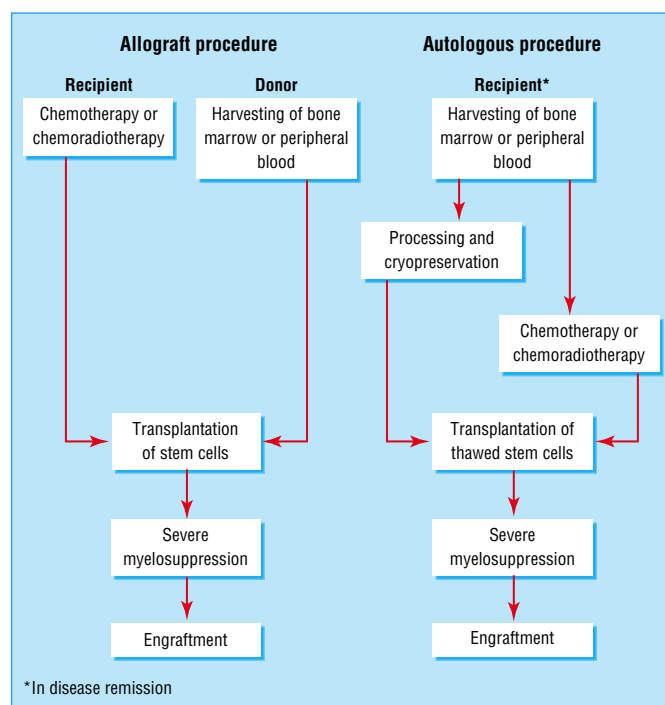 Allograft procedure
Recipient
Chemotherapy or
chemoradiotherapy
Donor
Harvesting of bone
marrow or peripheral
blood
Transplantation
of stem cells
Severe
myelosuppression
Engraftment
Autologous procedure
Recipient*
Harvesting of bone
marrow or peripheral
blood
Processing and
cryopreservation
Chemotherapy or
chemoradiotherapy
Transplantation of
thawed stem cells
Severe
myelosuppression
Engraftment
*In disease remission